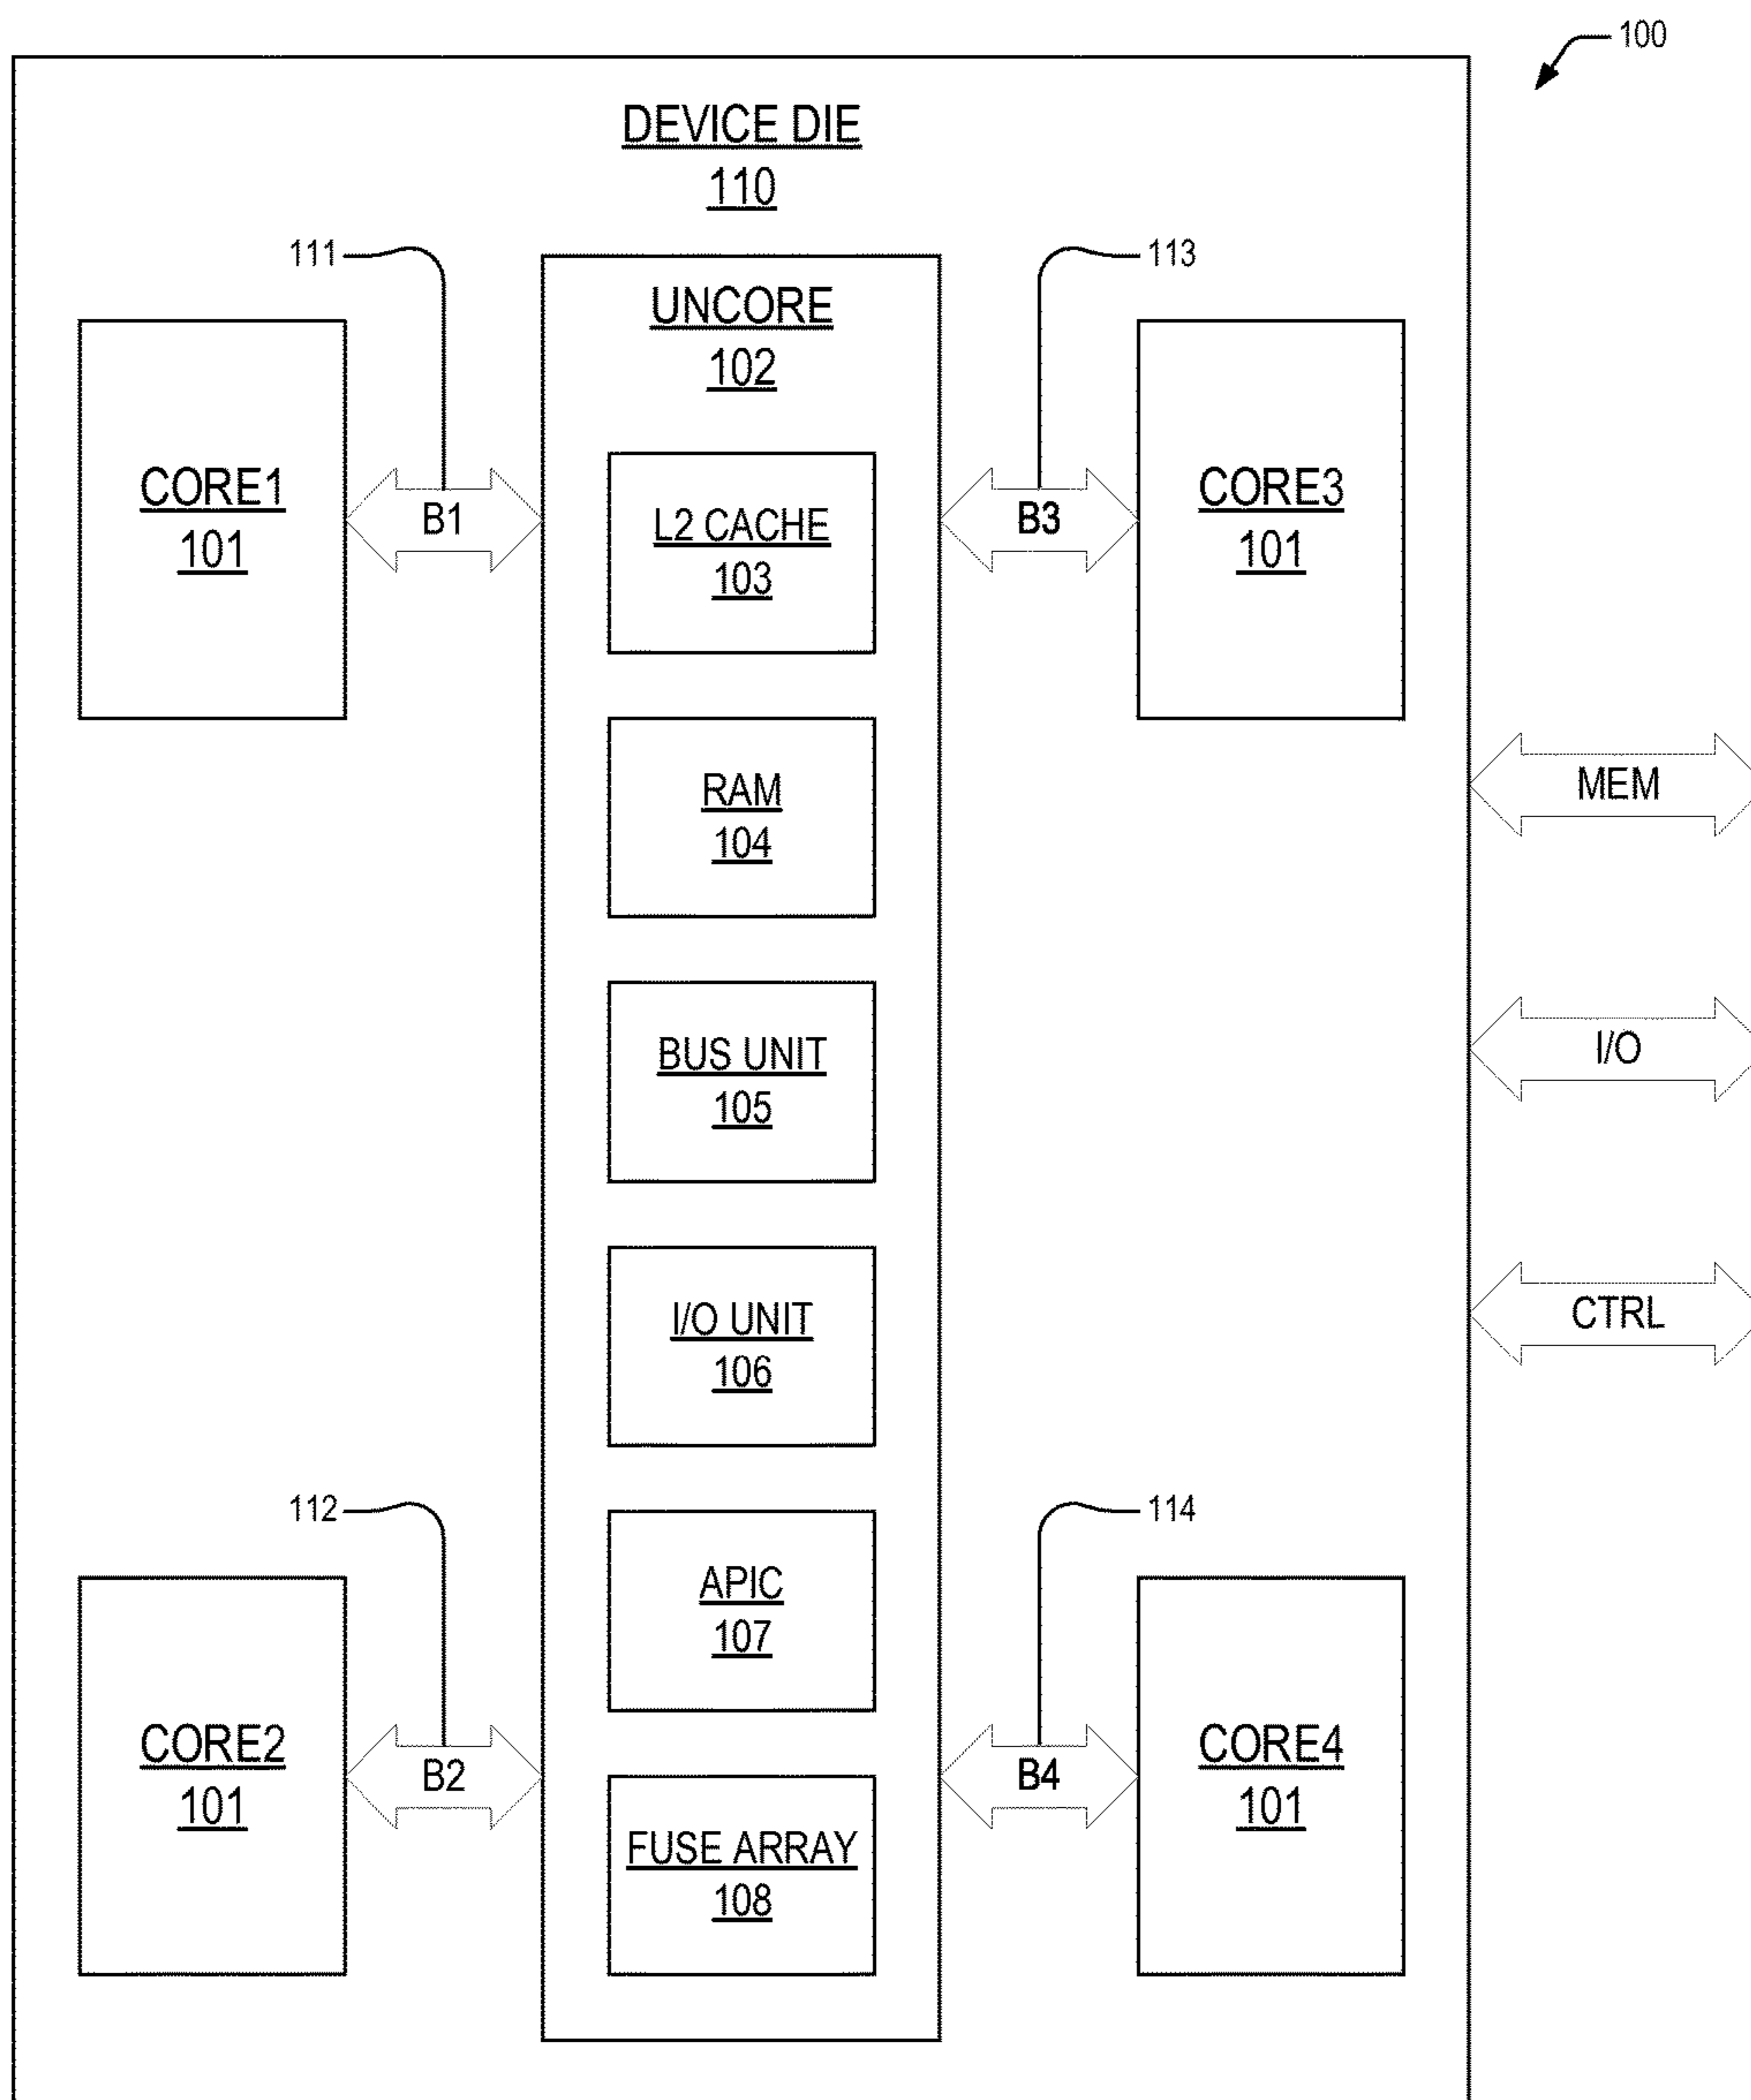 100
DEVICE DIE
110
111
113
UNCORE
102
CORE1
101
B1
L2 CACHE
103
B3
CORE3
101
RAM
104
MEM
BUS UNIT
105
I/O
I/O UNIT
106
CTRL
112
114
APIC
107
CORE2
101
B2
FUSE ARRAY
108
B4
CORE4
101